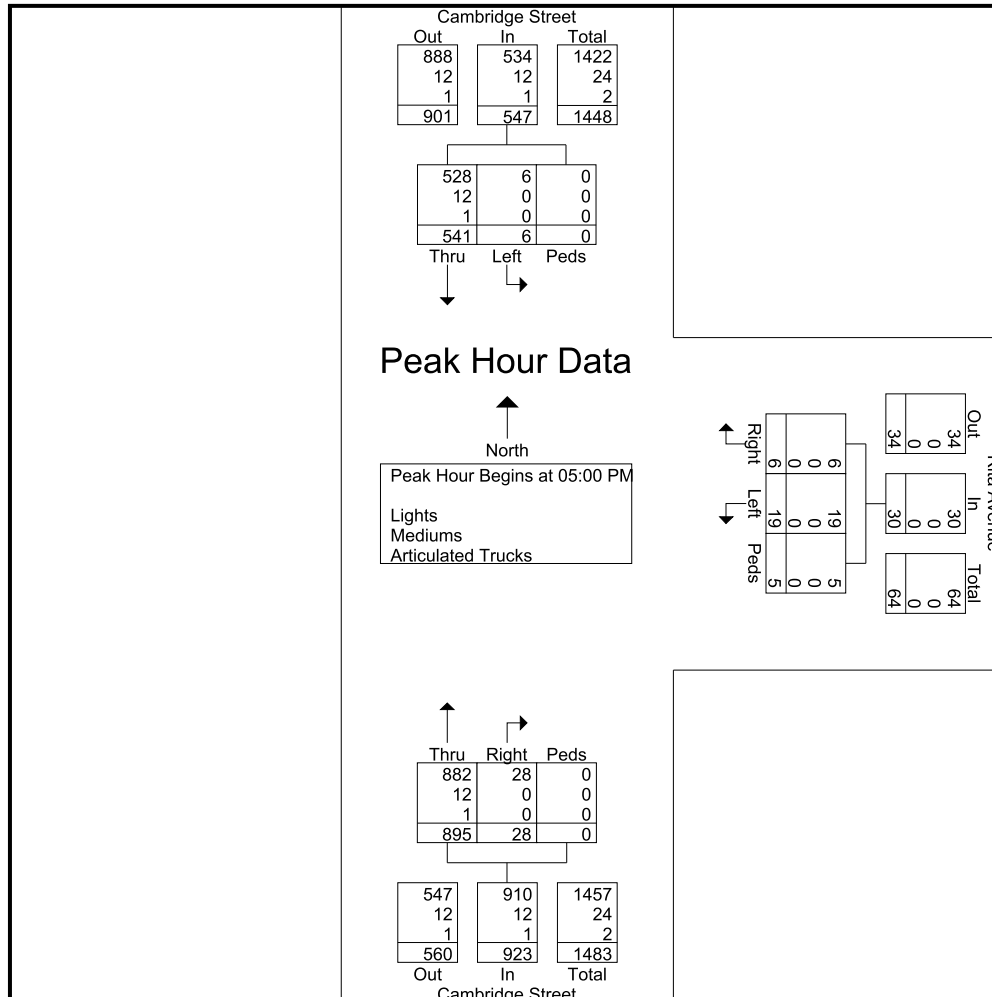 Cambridge Street
Out In Total
888 534 1422
12 12 24
1 1 2
901 547 1448
528 6 0
12 0 0
1 0 0
541 6 0
Thru Left Peds
Peak Hour Data
North
Peak Hour Begins at 05:00 PM
Lights
Mediums
Articulated Trucks
Out In Total
34 30 64
0 0 0
0 0 0
34 30 64
6 19 5
0 0 0
0 0 0
6 19 5
Right Left Peds
Thru Right Peds
882 28 0
12 0 0
1 0 0
895 28 0
547 910 1457
12 12 24
1 1 2
560 923 1483
Out In Total
Cambridge Street